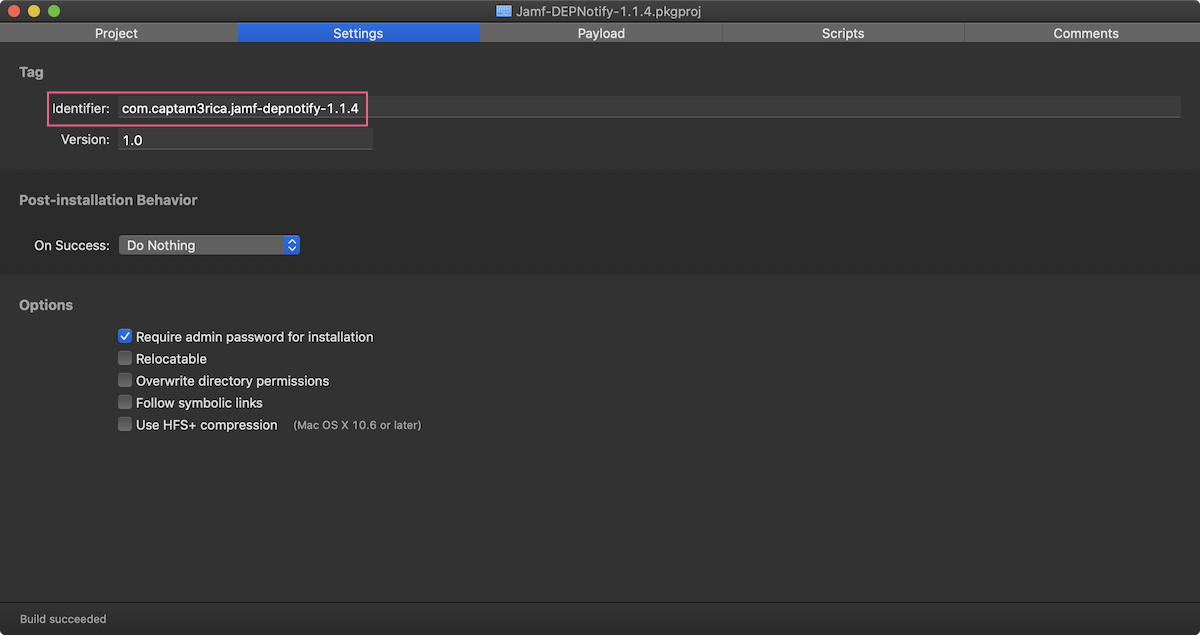 Jamf-DEPNotify-1.1.4.pkgproj
Project Settings Payload Scripts Comments
Tag
Identifier: com.captam3rica.jamf-depnotify-1.1.4
Version: 1.0
Post-installation Behavior
On Success: Do Nothing
Options
Require admin password for installation
Relocatable
Overwrite directory permissions
Follow symbolic links
Use HFS+ compression (Mac OS X 10.6 or later)
Build succeeded